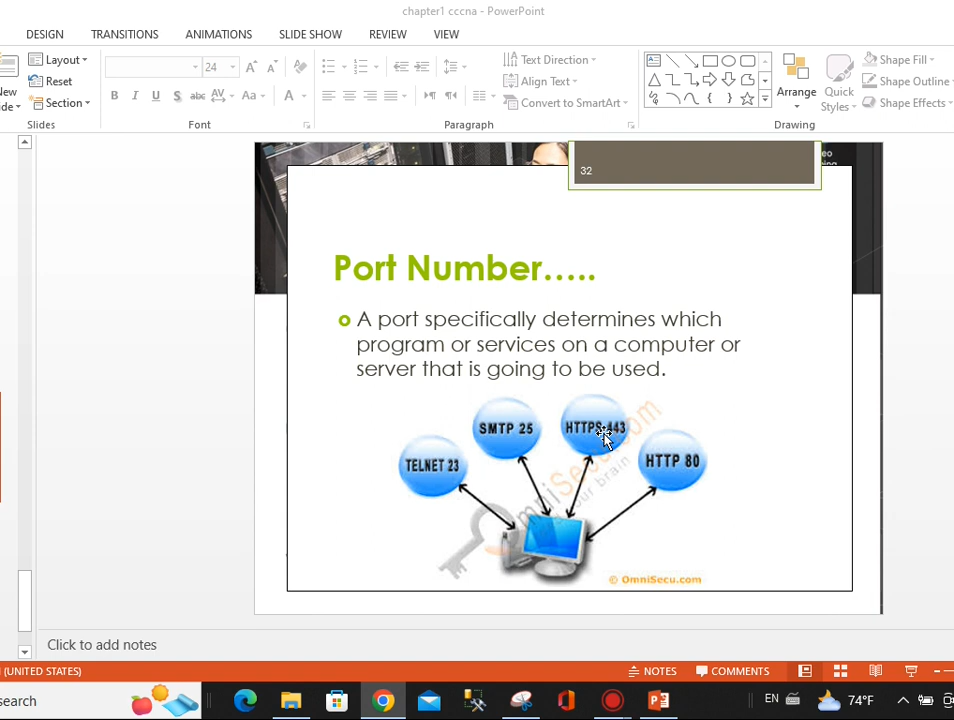 chapter1 cccna - PowerPoint
DESIGN TRANSITIONS ANIMATIONS SLIDE SHOW REVIEW VIEW
Layout
24
Text Direction
Shape Fill
Reset
Align Text
Arrange
Quick
Shape Outline
Section
B I U S abc AV Aa A
Convert to SmartArt
Styles
Shape Effects
Slides
Font
Paragraph
Drawing
32
Port Number.....
A port specifically determines which
program or services on a computer or
server that is going to be used.
SMTP 25
HTTPS 443
TELNET 23
HTTP 80
© OmniSecu.com
Click to add notes
(UNITED STATES)
NOTES
COMMENTS
EN
74°F